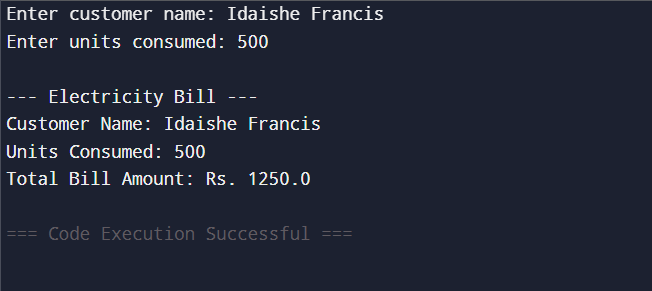 Enter customer name: Idaishe Francis
Enter units consumed: 500
--- Electricity Bill ---
Customer Name: Idaishe Francis
Units Consumed: 500
Total Bill Amount: Rs. 1250.0
=== Code Execution Successful ===